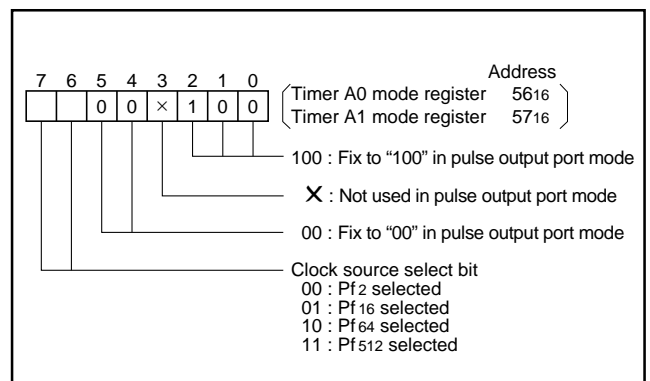 7 6 5 4 3 2 1 0
Address
0 0 × 1 0 0
Timer A0 mode register 5616
Timer A1 mode register 5716
100 : Fix to “100” in pulse output port mode
X : Not used in pulse output port mode
00 : Fix to “00” in pulse output port mode
Clock source select bit
00 : Pf2 selected
01 : Pf16 selected
10 : Pf64 selected
11 : Pf512 selected